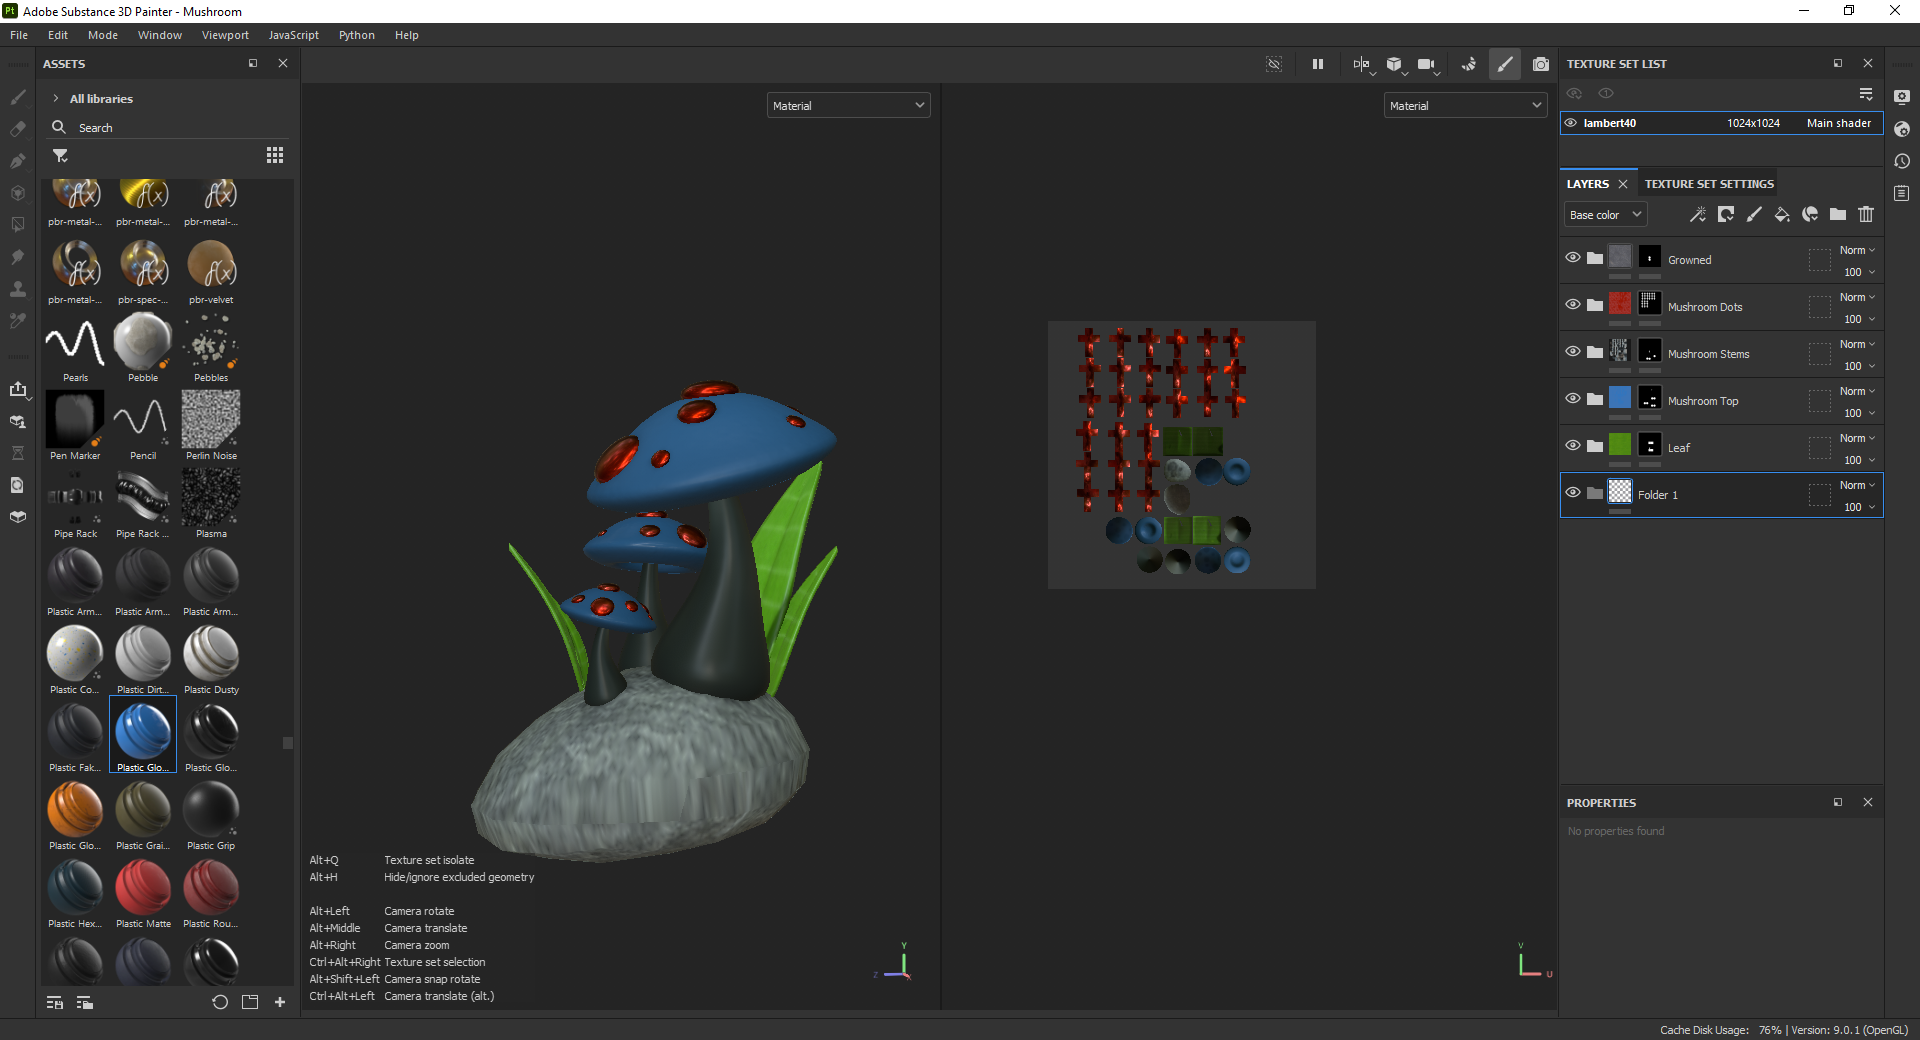 Pt Adobe Substance 3D Painter - Mushroom
File Edit Mode Window Viewport JavaScript Python Help
ASSETS
All libraries
Search
pbr-metal-... pbr-metal-... pbr-metal-...
pbr-metal-... pbr-spec-... pbr-velvet
Pearls Pebble Pebbles
Pen Marker Pencil Perlin Noise
Pipe Rack Pipe Rack ... Plasma
Plastic Arm... Plastic Arm... Plastic Arm...
Plastic Co... Plastic Dirt... Plastic Dusty
Plastic Fak... Plastic Glo... Plastic Glo...
Plastic Glo... Plastic Grai... Plastic Grip
Plastic Hex... Plastic Matte Plastic Rou...
Material
Alt+Q Texture set isolate
Alt+H Hide/ignore excluded geometry
Alt+Left Camera rotate
Alt+Middle Camera translate
Alt+Right Camera zoom
Ctrl+Alt+Right Texture set selection
Alt+Shift+Left Camera snap rotate
Ctrl+Alt+Left Camera translate (alt.)
Y
Z X
Material
V
U
TEXTURE SET LIST
lambert40 1024x1024 Main shader
LAYERS TEXTURE SET SETTINGS
Base color
Grouned Norm 100
Mushroom Dots Norm 100
Mushroom Stems Norm 100
Mushroom Top Norm 100
Leaf Norm 100
Folder 1 Norm 100
PROPERTIES
No properties found
Cache Disk Usage: 76% | Version: 9.0.1 (OpenGL)